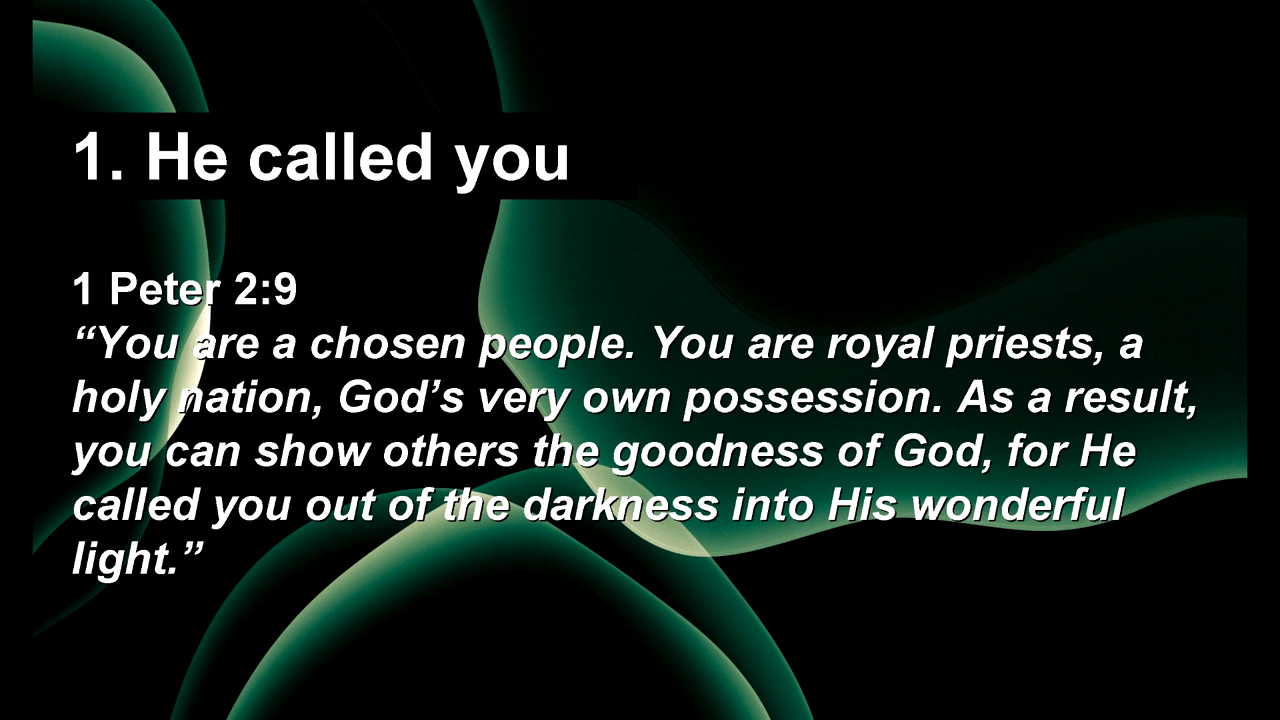 1. He called you
1 Peter 2:9
“You are a chosen people. You are royal priests, a
holy nation, God’s very own possession. As a result,
you can show others the goodness of God, for He
called you out of the darkness into His wonderful
light.”